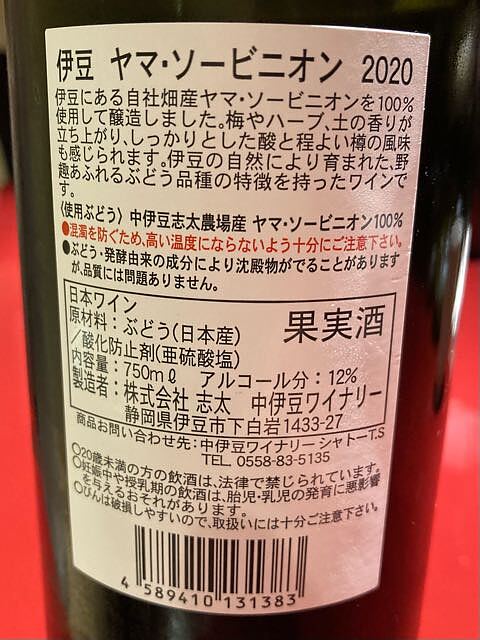 伊豆 ヤマ・ソービニオン 2020
伊豆にある自社畑産ヤマ・ソービニオンを100%
使用して醸造しました。梅やハーブ、土の香りが
立ち上がり、しっかりとした酸と程よい樽の風味
も感じられます。伊豆の自然により育まれた、野
趣あふれるぶどう品種の特徴を持ったワインで
す。
〈使用ぶどう〉中伊豆志太農場産 ヤマ・ソービニオン100%
●混濁を防ぐため、高い温度にならないよう十分にご注意下さい。
●ぶどう・発酵由来の成分により沈殿物がでることがあります
が、品質には問題ありません。
日本ワイン
果実酒
原材料：ぶどう(日本産)
／酸化防止剤(亜硫酸塩)
内容量：750mℓ アルコール分：12%
製造者：株式会社 志太 中伊豆ワイナリー
静岡県伊豆市下白岩1433-27
商品お問い合わせ先：中伊豆ワイナリーシャトーT.S
TEL. 0558-83-5135
○20歳未満の方の飲酒は、法律で禁じられています。
○妊娠中や授乳期の飲酒は、胎児・乳児の発育に悪影響
を与えるおそれがあります。
○びんは破損しやすいので、取扱いには十分ご注意下さい。
4 589410 131383